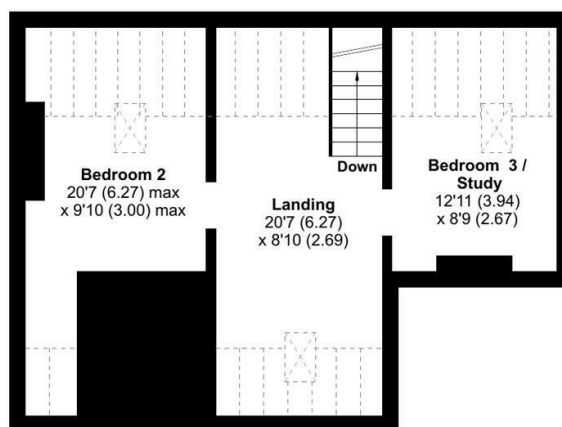 Bedroom 2
20'7 (6.27) max
x 9'10 (3.00) max
Landing
20'7 (6.27)
x 8'10 (2.69)
Down
Bedroom 3 /
Study
12'11 (3.94)
x 8'9 (2.67)